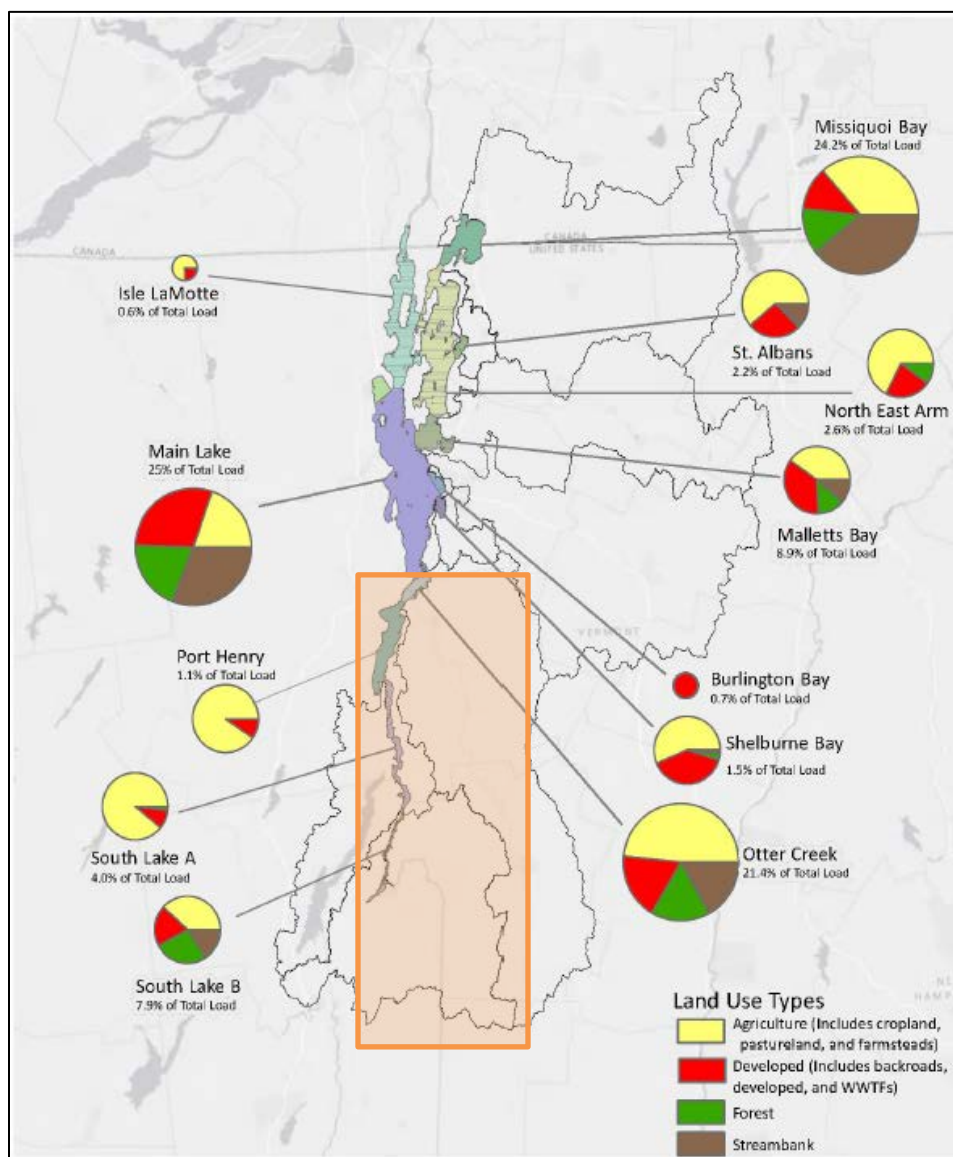 Missiquoi Bay
24.2% of Total Load
CANADA
CANADA
UNITED STATES
Isle LaMotte
0.6% of Total Load
St. Albans
2.2% of Total Load
North East Arm
2.6% of Total Load
Main Lake
25% of Total Load
Malletts Bay
8.9% of Total Load
VERMONT
Port Henry
1.1% of Total Load
Burlington Bay
0.7% of Total Load
Shelburne Bay
1.5% of Total Load
South Lake A
4.0% of Total Load
Otter Creek
21.4% of Total Load
South Lake B
7.9% of Total Load
NE
HAMP
Land Use Types
Agriculture (Includes cropland,
pastureland, and farmsteads)
Developed (Includes backroads,
developed, and WWTFs)
Forest
Streambank